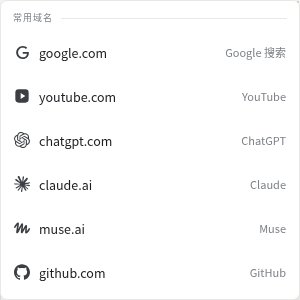 常用域名
google.com Google 搜索
youtube.com YouTube
chatgpt.com ChatGPT
claude.ai Claude
muse.ai Muse
github.com GitHub